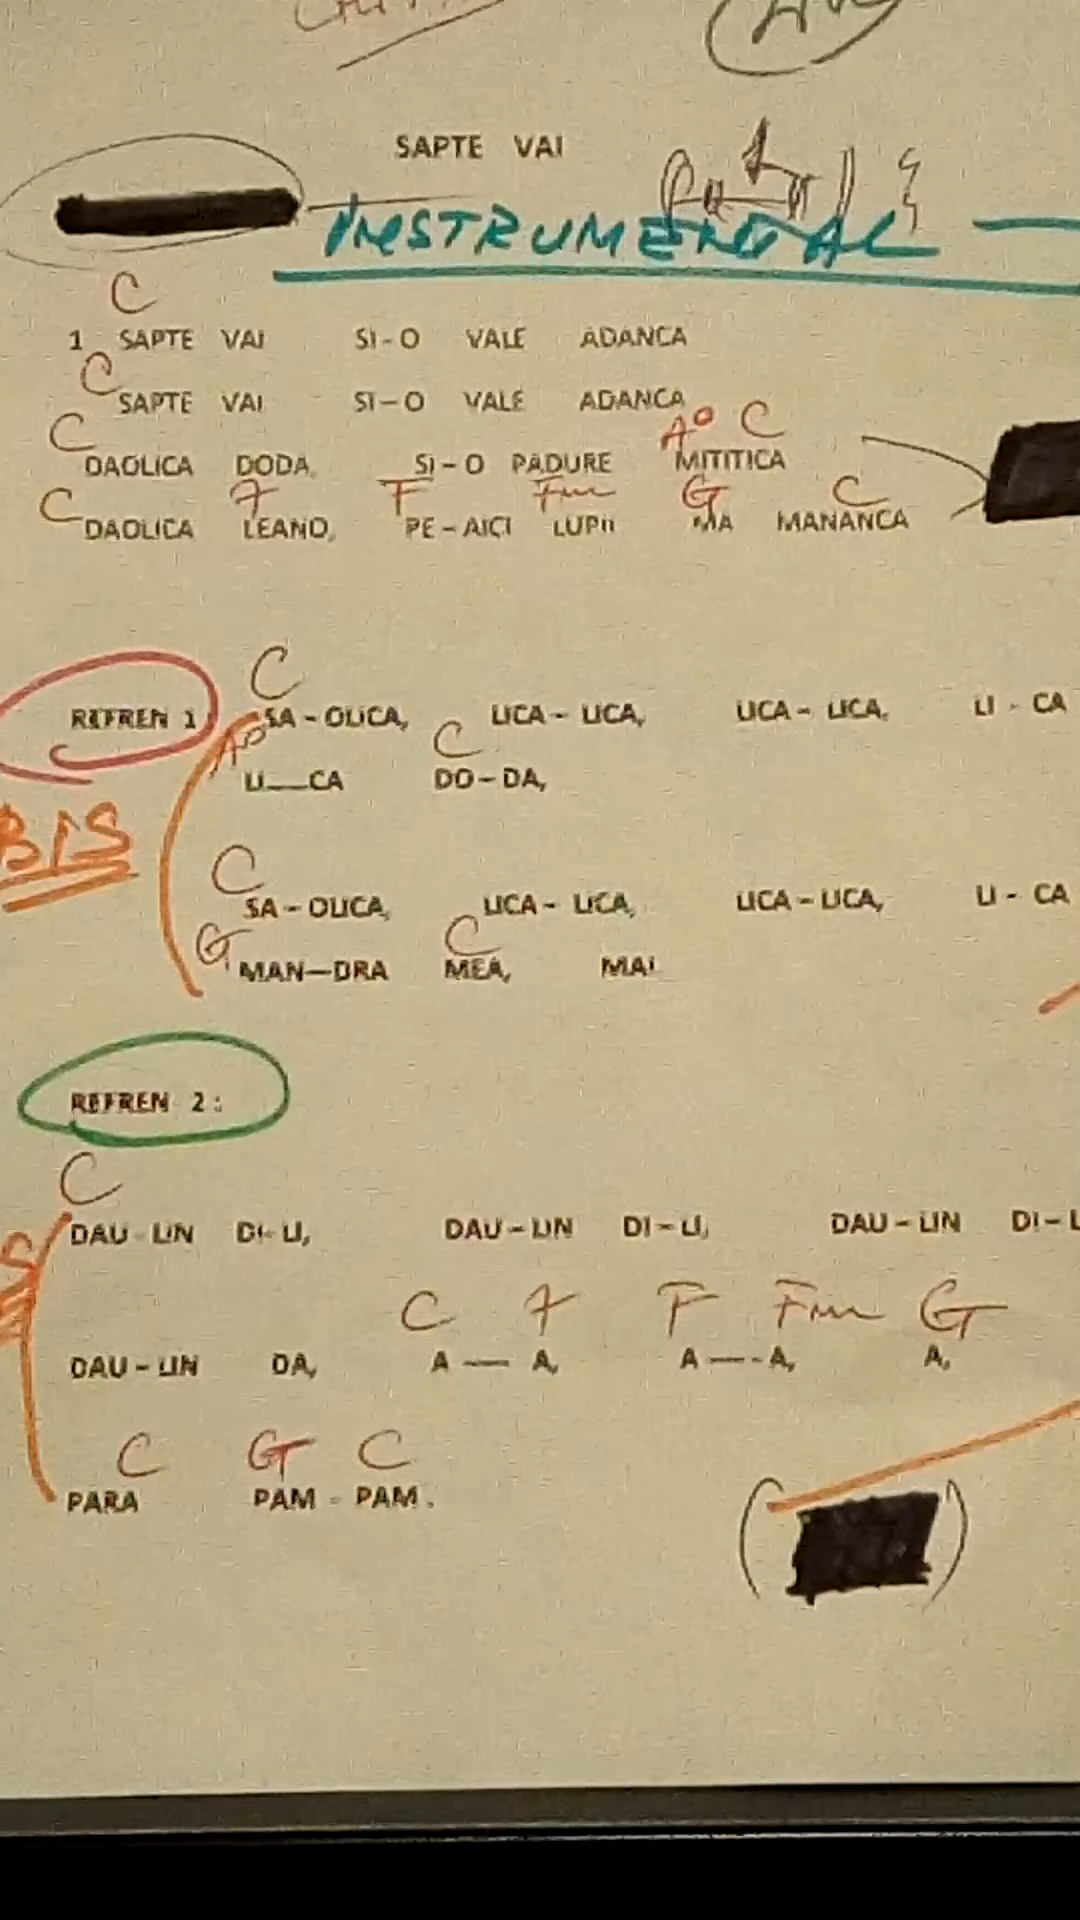 SAPTE VAI
INSTRUMENTAL
C
1 SAPTE VAI SI-O VALE ADANCA
C
SAPTE VAI SI-O VALE ADANCA
C A° C
DAOLICA DODA, SI-O PADURE MITITICA
C 7 F Fm G C
DAOLICA LEANO, PE-AICI LUPII MA MANANCA
C
REFREN 1 SA-OLICA, LICA-LICA, LICA-LICA, LI-CA
A° C
LI—CA DO-DA,
BIS
C
SA-OLICA, LICA-LICA, LICA-LICA, LI-CA
G C
MAN—DRA MEA, MAI
REFREN 2:
C
DAU-LIN DI-LI, DAU-LIN DI-LI, DAU-LIN DI-L
C 7 F Fm G
DAU-LIN DA, A—A, A—-A, A,
C G C
PARA PAM-PAM.